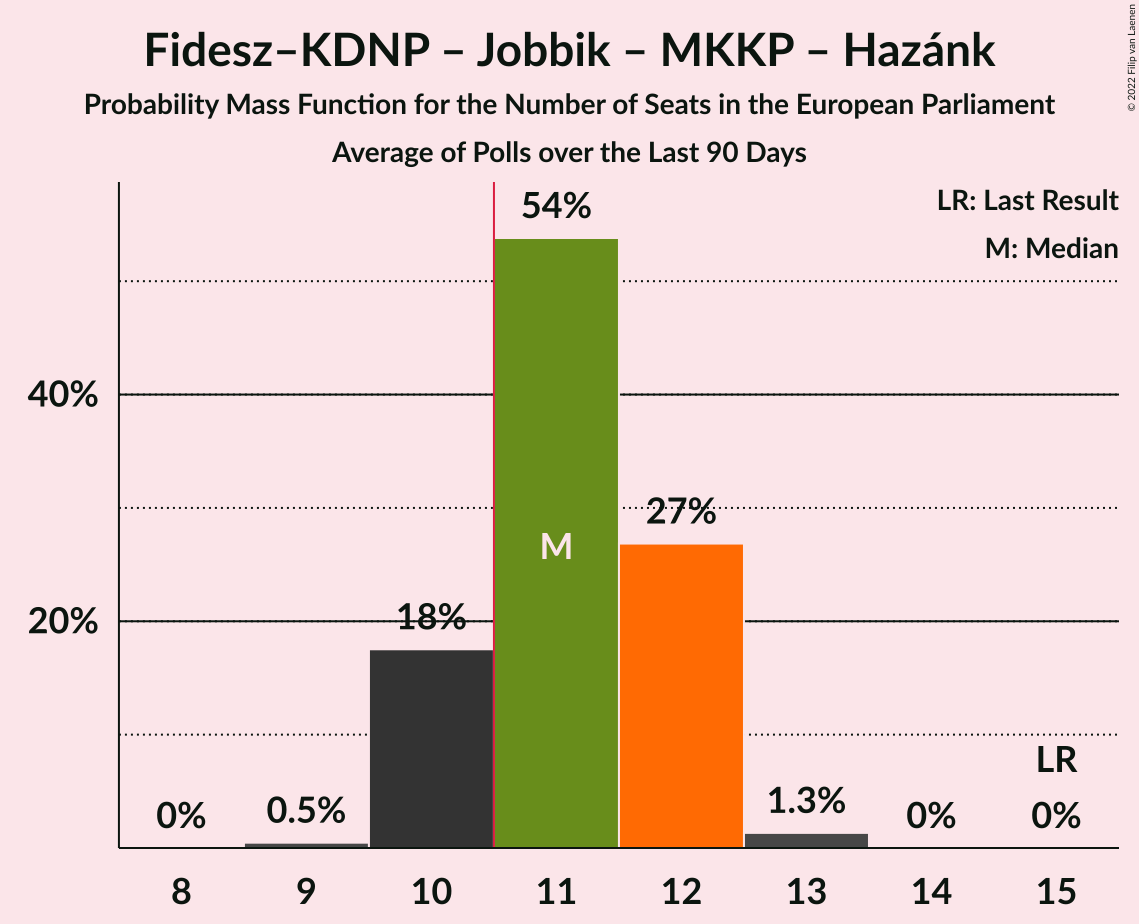 Fidesz–KDNP – Jobbik – MKKP – Hazánk
Probability Mass Function for the Number of Seats in the European Parliament
Average of Polls over the Last 90 Days
© 2022 Filip van Laenen
LR: Last Result
M: Median
54%
40%
27%
M
20%
18%
LR
0%
0.5%
1.3%
0%
0%
8 9 10 11 12 13 14 15